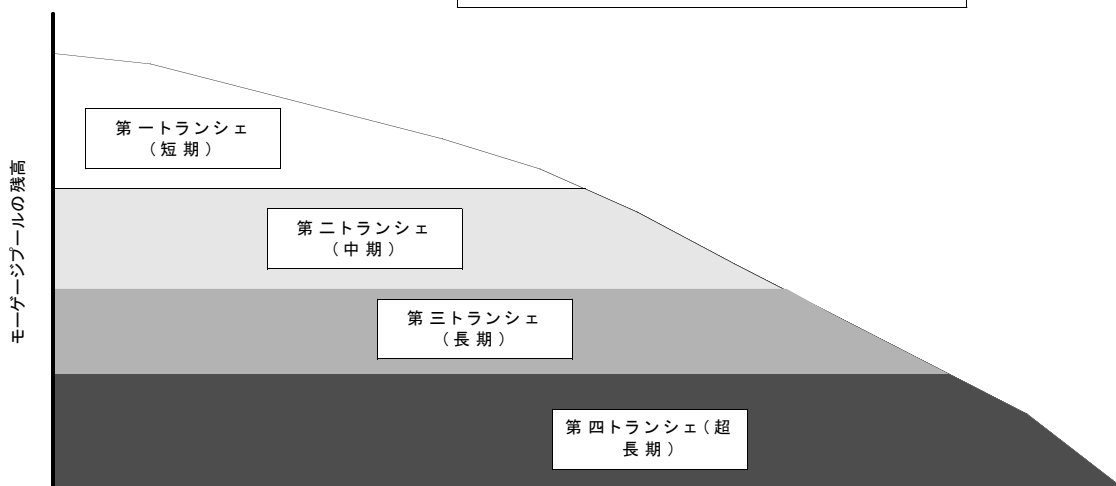 モーゲージプールの残高
第一トランシェ
（短期）
第二トランシェ
（中期）
第三トランシェ
（長期）
第四トランシェ（超
長期）